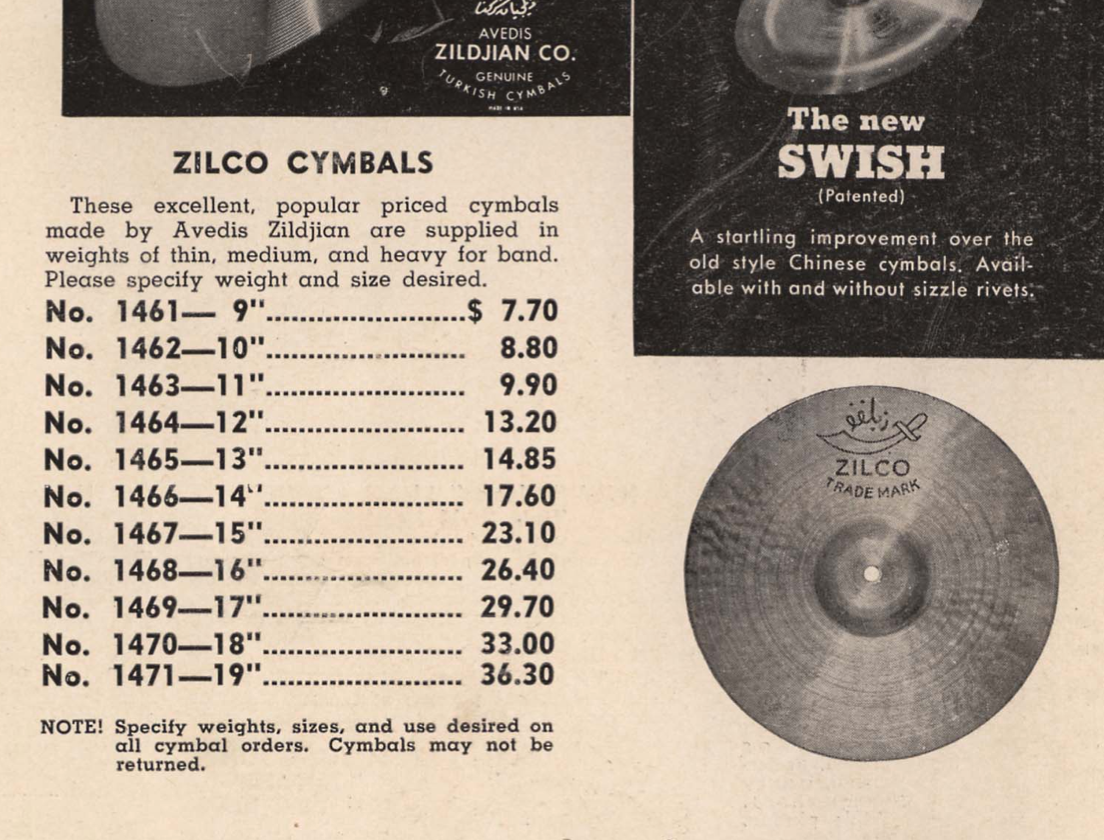 AVEDIS
ZILDJIAN CO.
GENUINE
TURKISH CYMBALS
MADE IN USA
ZILCO CYMBALS
These excellent, popular priced cymbals
made by Avedis Zildjian are supplied in
weights of thin, medium, and heavy for band.
Please specify weight and size desired.
No. 1461— 9"........................$ 7.70
No. 1462—10"........................ 8.80
No. 1463—11"........................ 9.90
No. 1464—12"........................ 13.20
No. 1465—13"........................ 14.85
No. 1466—14"........................ 17.60
No. 1467—15"........................ 23.10
No. 1468—16"........................ 26.40
No. 1469—17"........................ 29.70
No. 1470—18"........................ 33.00
No. 1471—19"........................ 36.30
NOTE! Specify weights, sizes, and use desired on
all cymbal orders. Cymbals may not be
returned.
The new
SWISH
(Patented)
A startling improvement over the
old style Chinese cymbals. Avail-
able with and without sizzle rivets.
ZILCO
TRADE MARK